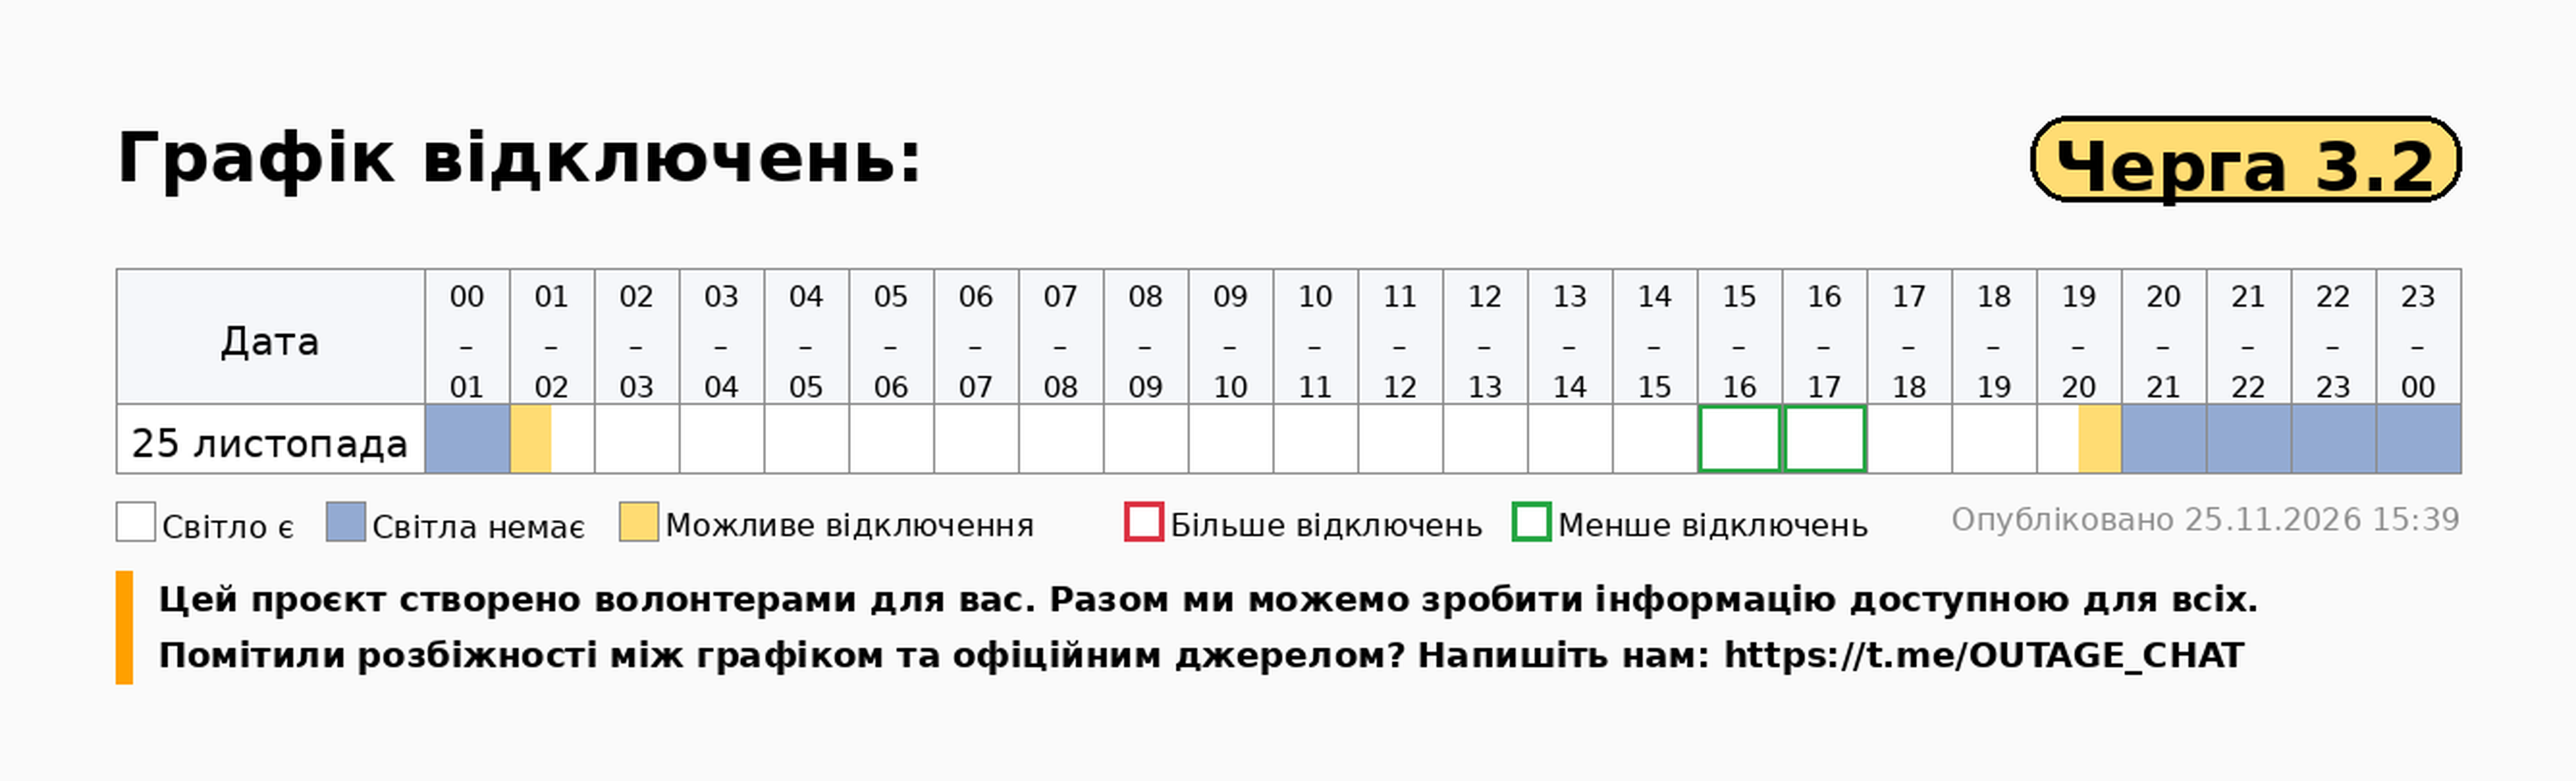 Графік відключень:
Черга 3.2
Дата
00 – 01
01 – 02
02 – 03
03 – 04
04 – 05
05 – 06
06 – 07
07 – 08
08 – 09
09 – 10
10 – 11
11 – 12
12 – 13
13 – 14
14 – 15
15 – 16
16 – 17
17 – 18
18 – 19
19 – 20
20 – 21
21 – 22
22 – 23
23 – 00
25 листопада
Світло є
Світла немає
Можливе відключення
Більше відключень
Менше відключень
Опубліковано 25.11.2026 15:39
Цей проєкт створено волонтерами для вас. Разом ми можемо зробити інформацію доступною для всіх.
Помітили розбіжності між графіком та офіційним джерелом? Напишіть нам: https://t.me/OUTAGE_CHAT